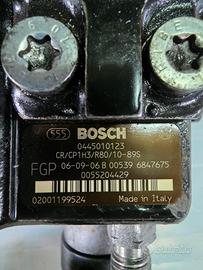 555 BOSCH
0445010123
CR/CP1H3/R80/10-89S
FGP 06-09-06 B 00539 6847675
0055204429
02001199524 Made in Italy